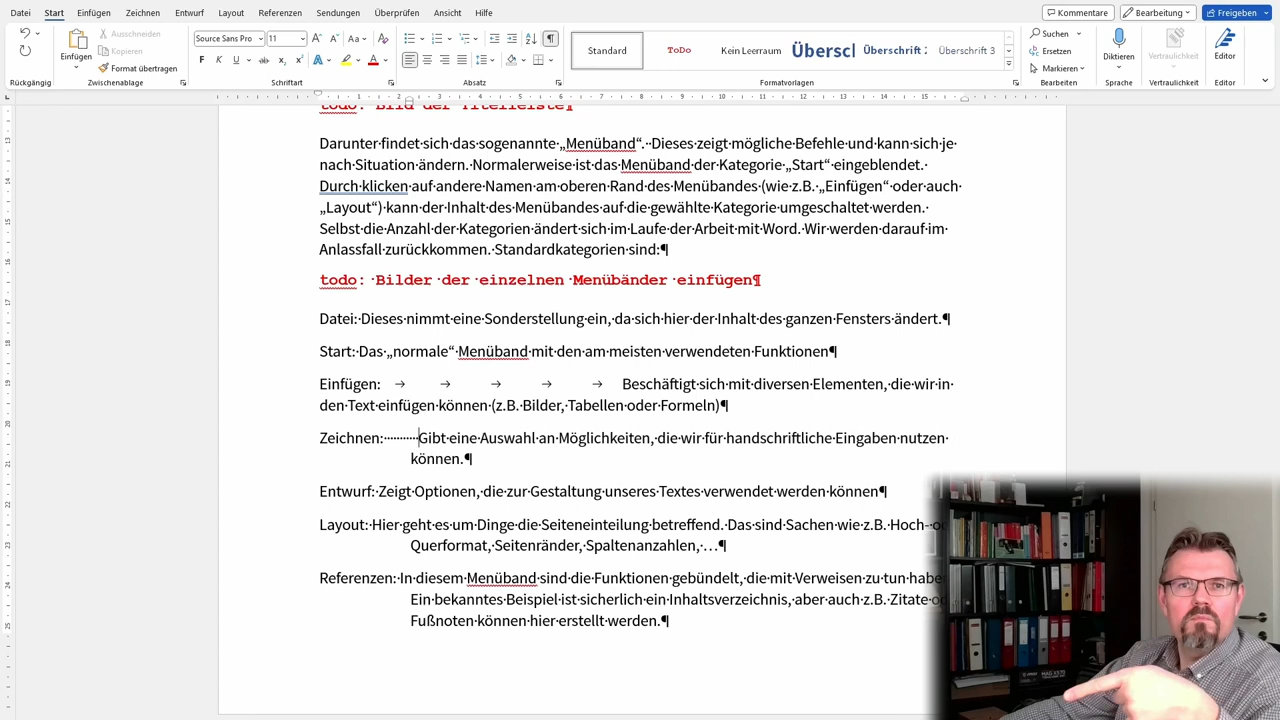 Datei Start Einfügen Zeichnen Entwurf Layout Referenzen Sendungen Überprüfen Ansicht Hilfe Kommentare Bearbeitung Freigeben
Einfügen Ausschneiden Kopieren Format übertragen
Source Sans Pro 11
Standard ToDo Kein Leerraum Überscl Überschrift 2 Überschrift 3
Suchen Ersetzen Markieren Diktieren Vertraulichkeit Editor
Rückgängig Zwischenablage Schriftart Absatz Formatvorlagen Bearbeiten Sprache Vertraulichkeit Editor
todo: Bild der Titelleiste¶
Darunter findet sich das sogenannte „Menüband“. Dieses zeigt mögliche Befehle und kann sich je
nach Situation ändern. Normalerweise ist das Menüband der Kategorie „Start“ eingeblendet.
Durch klicken auf andere Namen am oberen Rand des Menübandes (wie z.B. „Einfügen“ oder auch
„Layout“) kann der Inhalt des Menübandes auf die gewählte Kategorie umgeschaltet werden.
Selbst die Anzahl der Kategorien ändert sich im Laufe der Arbeit mit Word. Wir werden darauf im
Anlassfall zurückkommen. Standardkategorien sind:¶
todo: Bilder der einzelnen Menübänder einfügen¶
Datei: Dieses nimmt eine Sonderstellung ein, da sich hier der Inhalt des ganzen Fensters ändert.¶
Start: Das „normale“ Menüband mit den am meisten verwendeten Funktionen¶
Einfügen: → → → → → Beschäftigt sich mit diversen Elementen, die wir in
den Text einfügen können (z.B. Bilder, Tabellen oder Formeln)¶
Zeichnen: Gibt eine Auswahl an Möglichkeiten, die wir für handschriftliche Eingaben nutzen
können.¶
Entwurf: Zeigt Optionen, die zur Gestaltung unseres Textes verwendet werden können¶
Layout: Hier geht es um Dinge die Seiteneinteilung betreffend. Das sind Sachen wie z.B. Hoch-
Querformat, Seitenränder, Spaltenanzahlen, …¶
Referenzen: In diesem Menüband sind die Funktionen gebündelt, die mit Verweisen zu tun habe
Ein bekanntes Beispiel ist sicherlich ein Inhaltsverzeichnis, aber auch z.B. Zitate
Fußnoten können hier erstellt werden.¶